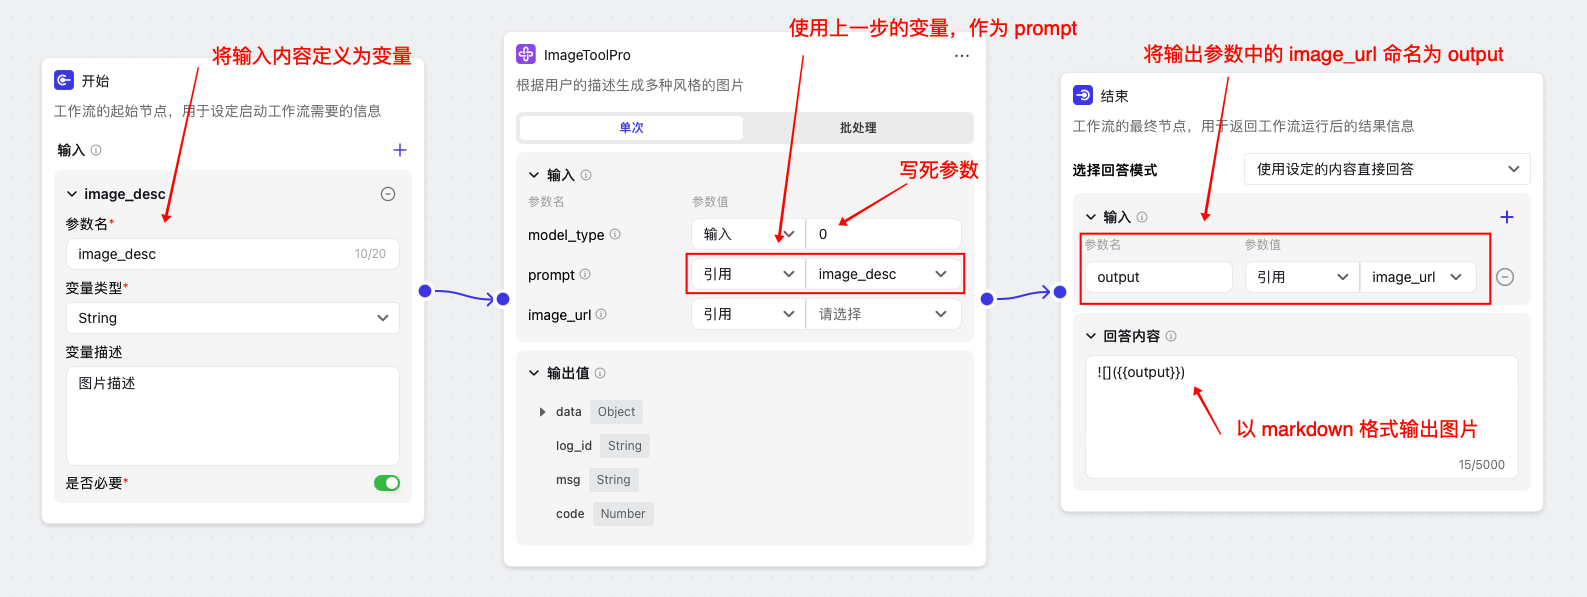 将输入内容定义为变量
开始
工作流的起始节点，用于设定启动工作流需要的信息
输入
image_desc
参数名*
image_desc 10/20
变量类型*
String
变量描述
图片描述
是否必要*
使用上一步的变量，作为 prompt
ImageToolPro
根据用户的描述生成多种风格的图片
单次 批处理
输入
写死参数
参数名 参数值
model_type 输入 0
prompt 引用 image_desc
image_url 引用 请选择
输出值
data Object
log_id String
msg String
code Number
将输出参数中的 image_url 命名为 output
结束
工作流的最终节点，用于返回工作流运行后的结果信息
选择回答模式 使用设定的内容直接回答
输入
参数名 参数值
output 引用 image_url
回答内容
![]({{output}})
以 markdown 格式输出图片
15/5000